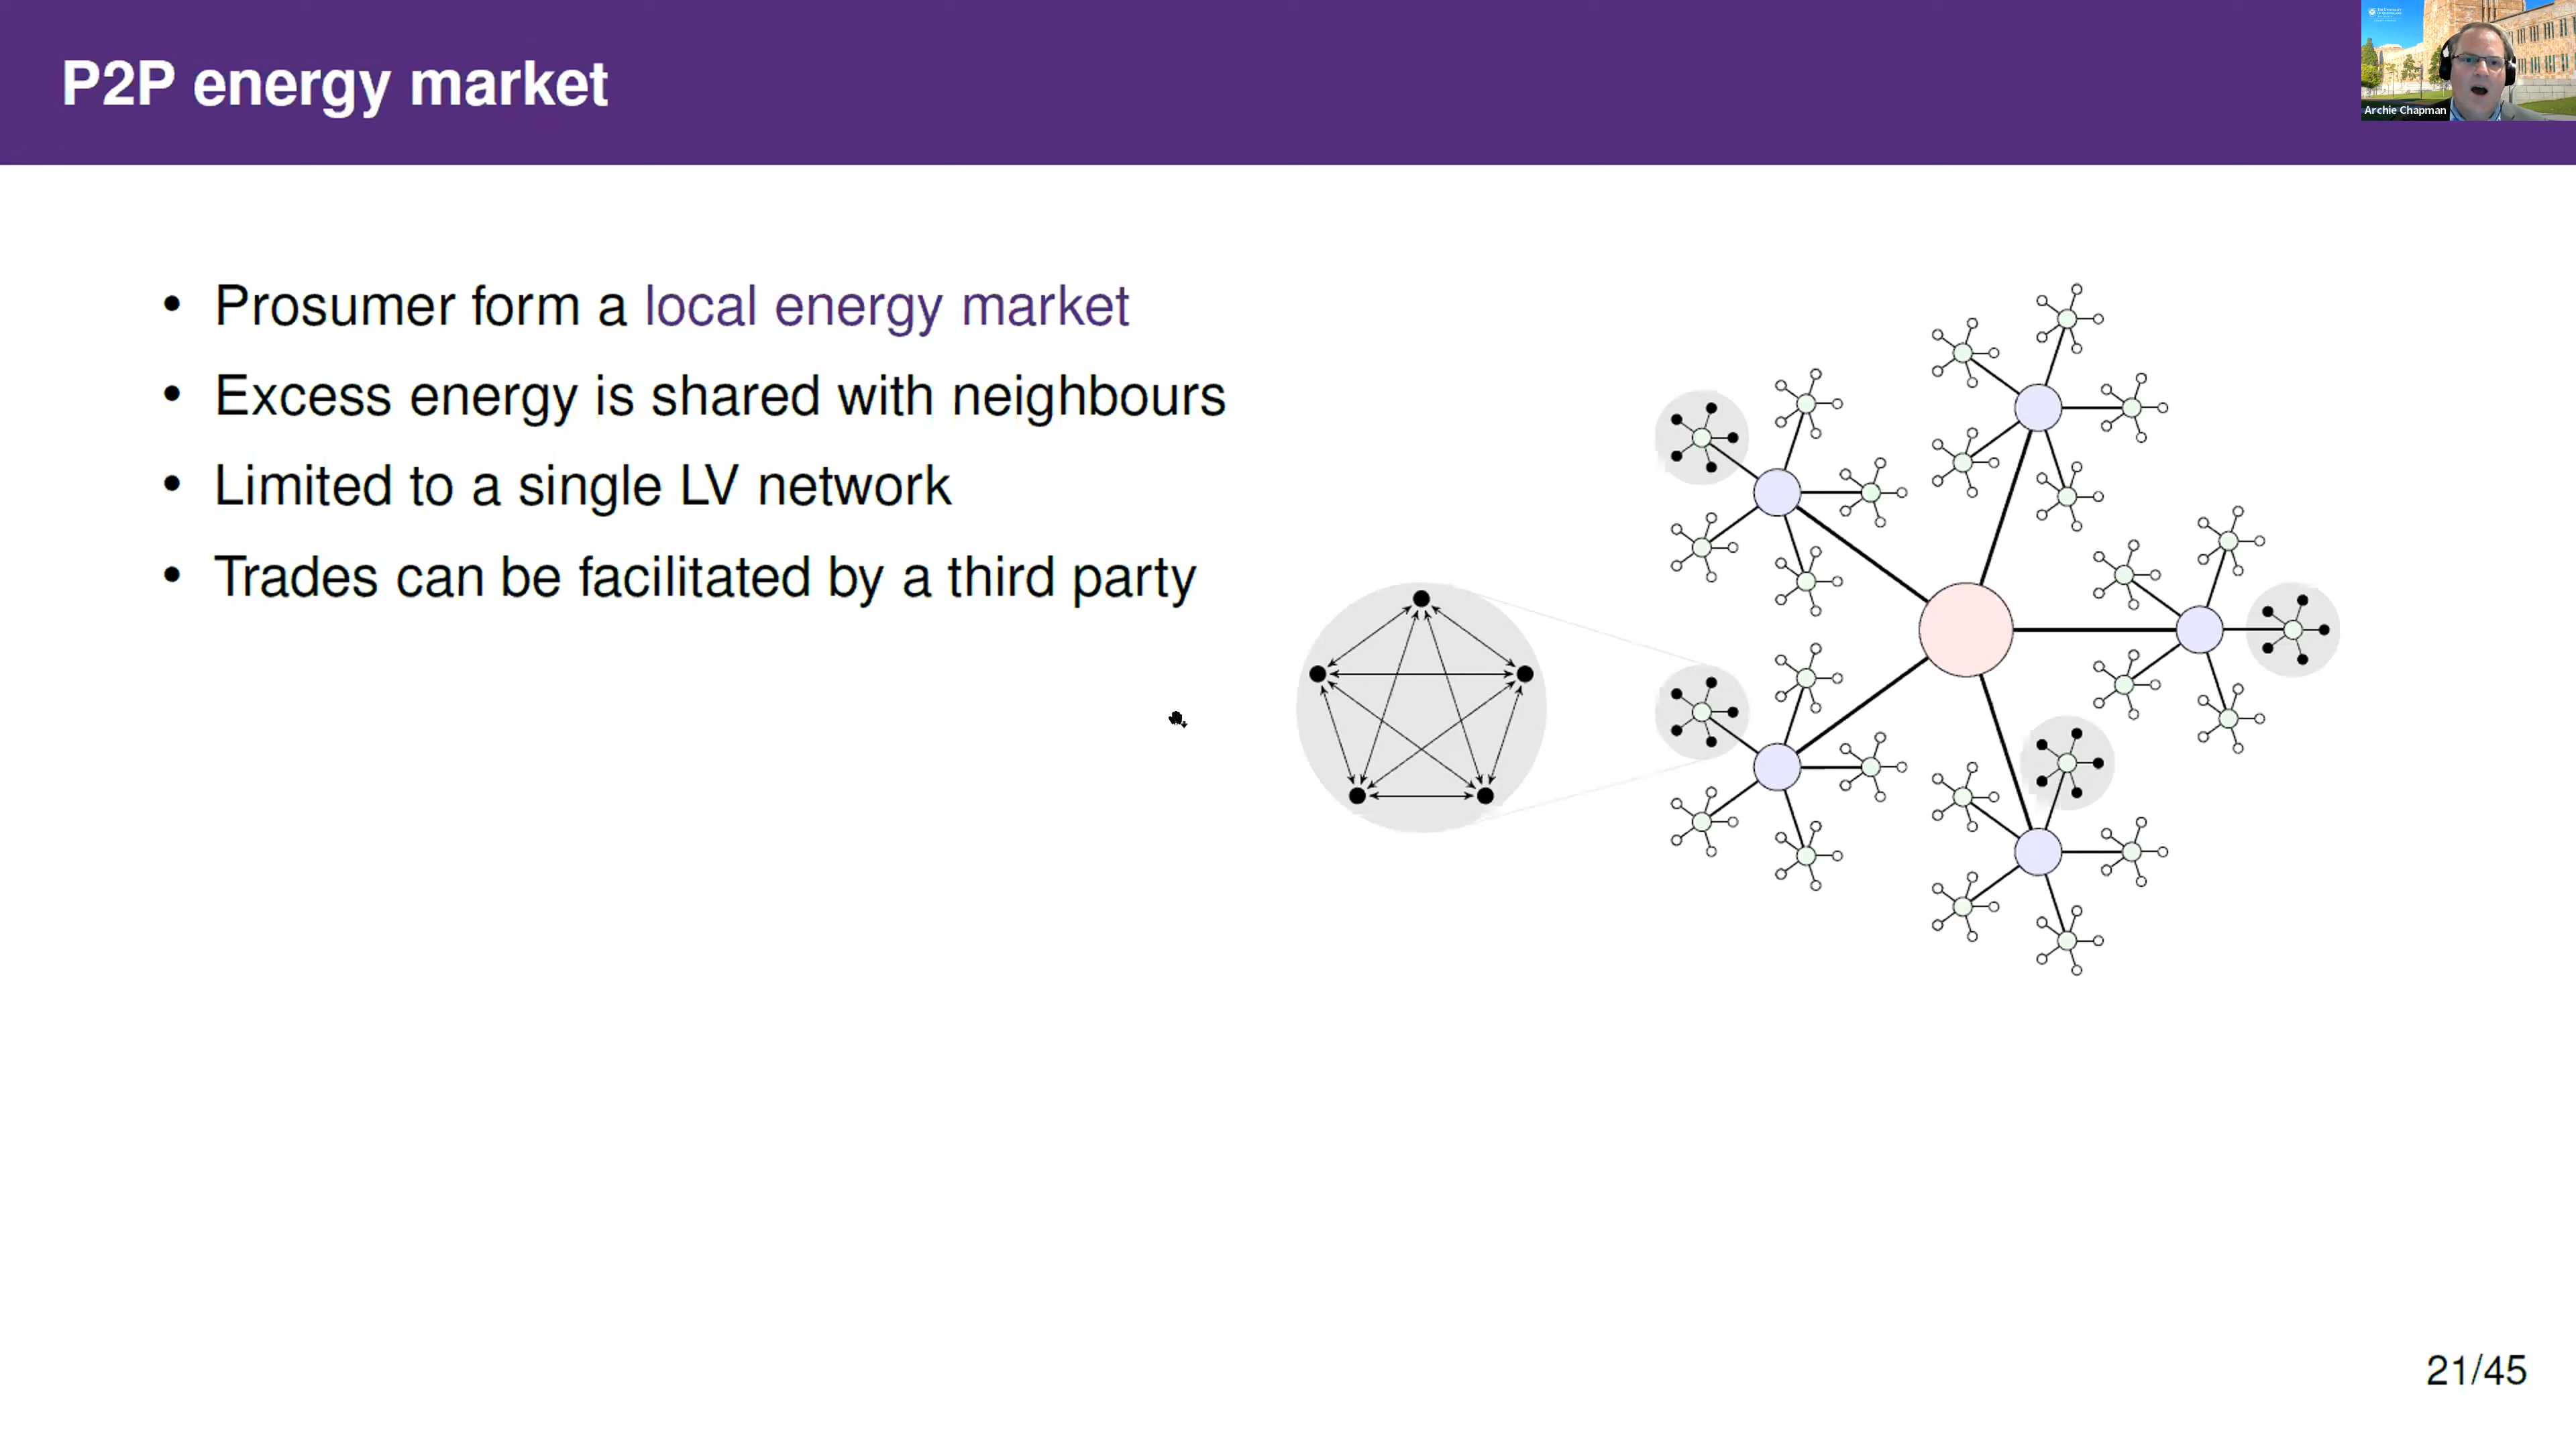 P2P energy market
Archie Chapman
• Prosumer form a local energy market
• Excess energy is shared with neighbours
• Limited to a single LV network
• Trades can be facilitated by a third party
21/45